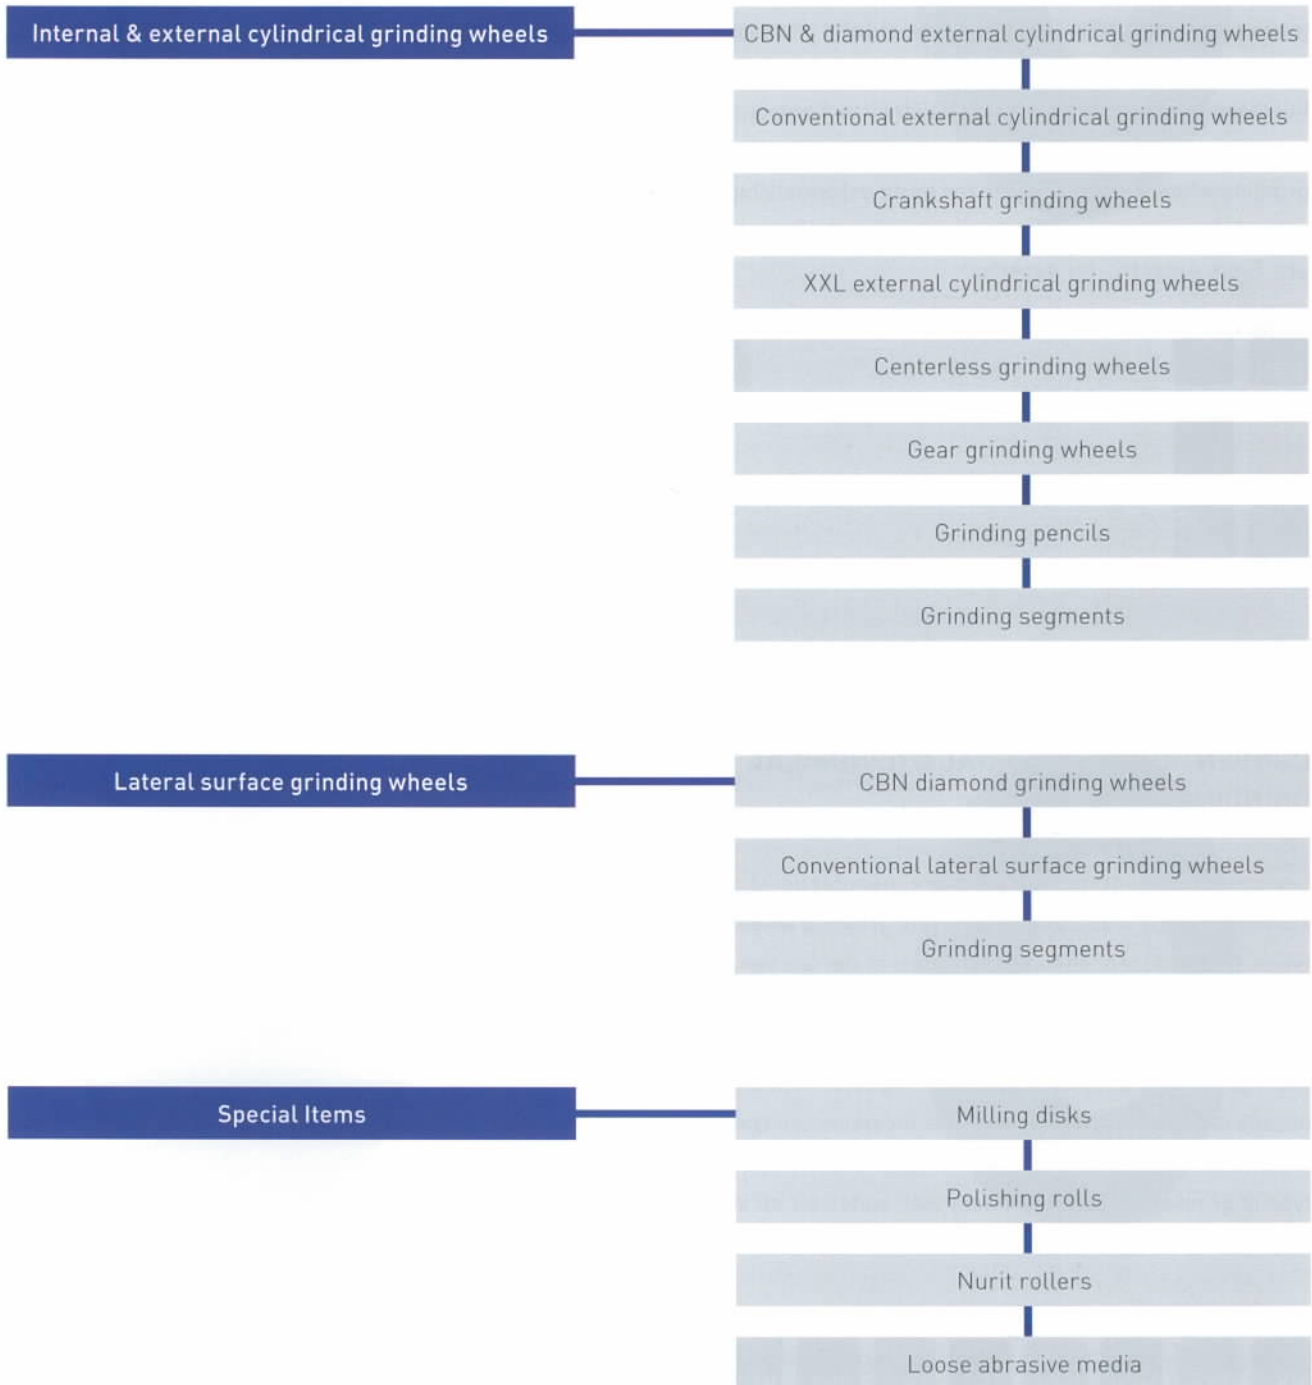 Internal & external cylindrical grinding wheels
CBN & diamond external cylindrical grinding wheels
Conventional external cylindrical grinding wheels
Crankshaft grinding wheels
XXL external cylindrical grinding wheels
Centerless grinding wheels
Gear grinding wheels
Grinding pencils
Grinding segments
Lateral surface grinding wheels
CBN diamond grinding wheels
Conventional lateral surface grinding wheels
Grinding segments
Special Items
Milling disks
Polishing rolls
Nurit rollers
Loose abrasive media